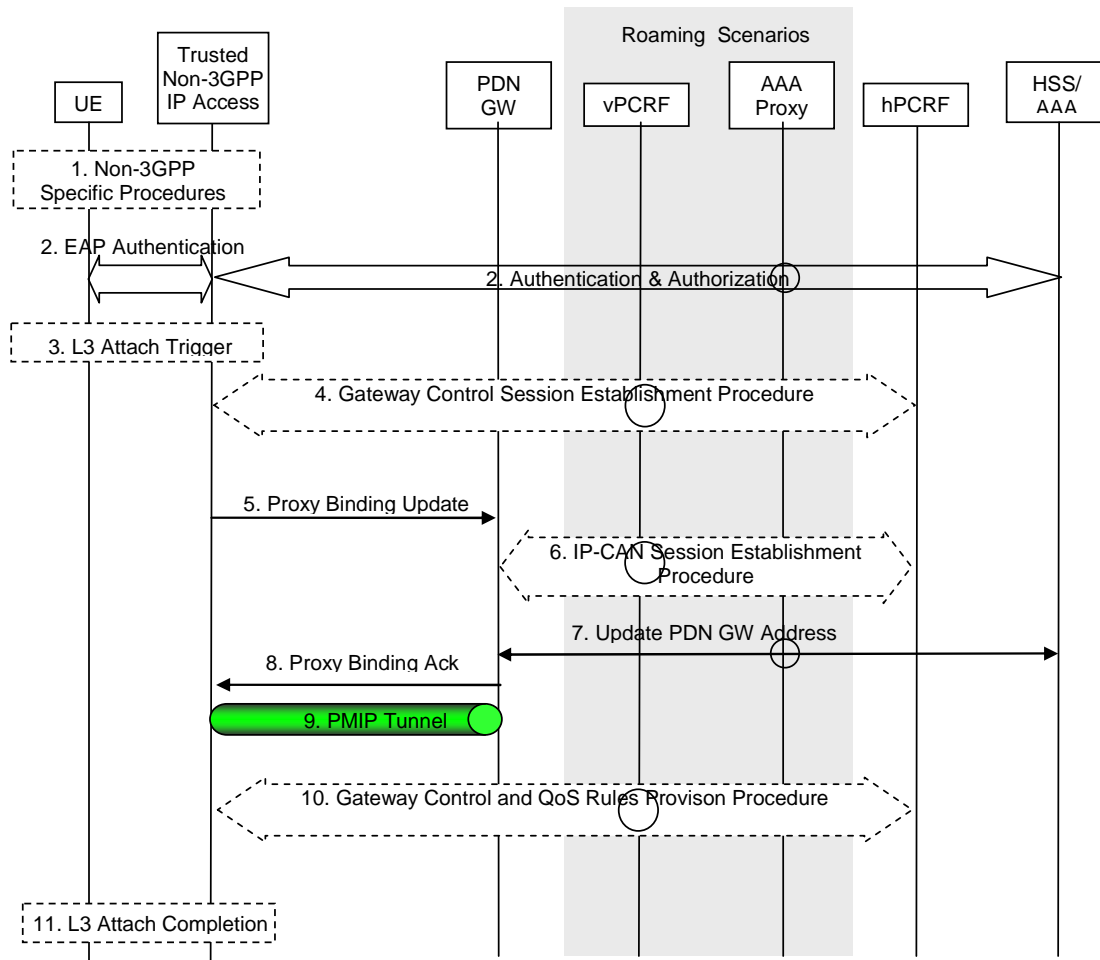 Roaming Scenarios
UE
Trusted
Non-3GPP
IP Access
PDN
GW
vPCRF
AAA
Proxy
hPCRF
HSS/
AAA
1. Non-3GPP
Specific Procedures
2. EAP Authentication
2. Authentication & Authorization
3. L3 Attach Trigger
4. Gateway Control Session Establishment Procedure
5. Proxy Binding Update
6. IP-CAN Session Establishment
Procedure
7. Update PDN GW Address
8. Proxy Binding Ack
9. PMIP Tunnel
10. Gateway Control and QoS Rules Provison Procedure
11. L3 Attach Completion